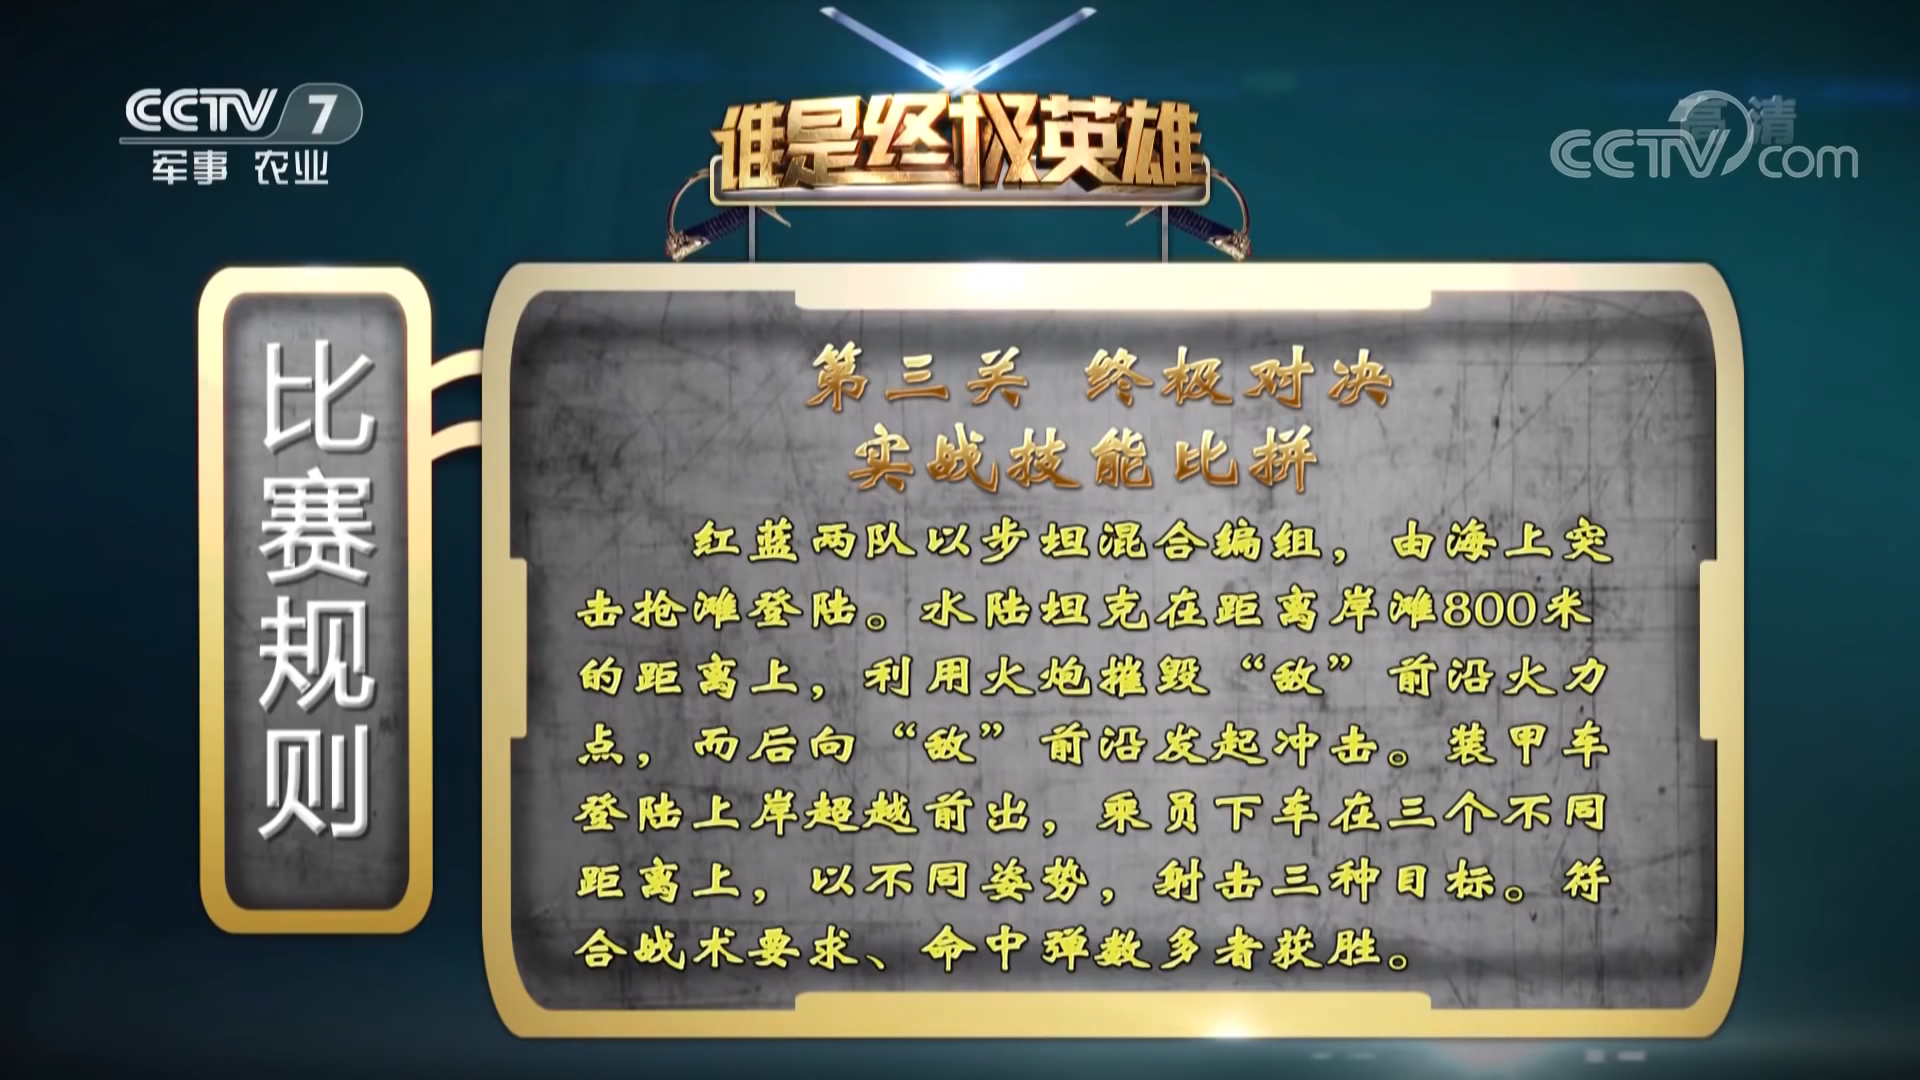 CCTV 7
军事 农业
谁是终极英雄
高清
CCTV com
比赛规则
第三关 终极对决
实战技能比拼
红蓝两队以步坦混合编组，由海上突
击抢滩登陆。水陆坦克在距离岸滩800米
的距离上，利用火炮摧毁“敌”前沿火力
点，而后向“敌”前沿发起冲击。装甲车
登陆上岸超越前出，乘员下车在三个不同
距离上，以不同姿势，射击三种目标。符
合战术要求、命中弹数多者获胜。